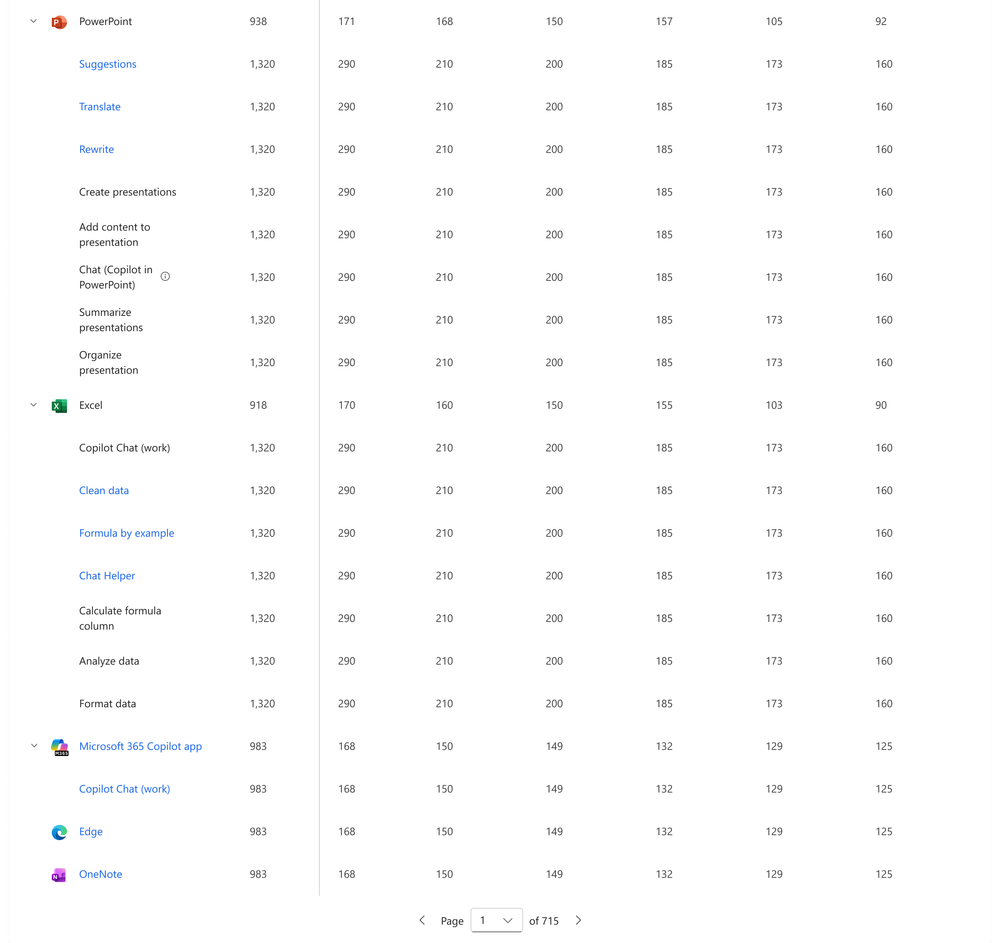 PowerPoint 938 171 168 150 157 105 92
Suggestions 1,320 290 210 200 185 173 160
Translate 1,320 290 210 200 185 173 160
Rewrite 1,320 290 210 200 185 173 160
Create presentations 1,320 290 210 200 185 173 160
Add content to
presentation 1,320 290 210 200 185 173 160
Chat (Copilot in
PowerPoint) 1,320 290 210 200 185 173 160
Summarize
presentations 1,320 290 210 200 185 173 160
Organize
presentation 1,320 290 210 200 185 173 160
Excel 918 170 160 150 155 103 90
Copilot Chat (work) 1,320 290 210 200 185 173 160
Clean data 1,320 290 210 200 185 173 160
Formula by example 1,320 290 210 200 185 173 160
Chat Helper 1,320 290 210 200 185 173 160
Calculate formula
column 1,320 290 210 200 185 173 160
Analyze data 1,320 290 210 200 185 173 160
Format data 1,320 290 210 200 185 173 160
Microsoft 365 Copilot app 983 168 150 149 132 129 125
Copilot Chat (work) 983 168 150 149 132 129 125
Edge 983 168 150 149 132 129 125
OneNote 983 168 150 149 132 129 125
Page 1 of 715